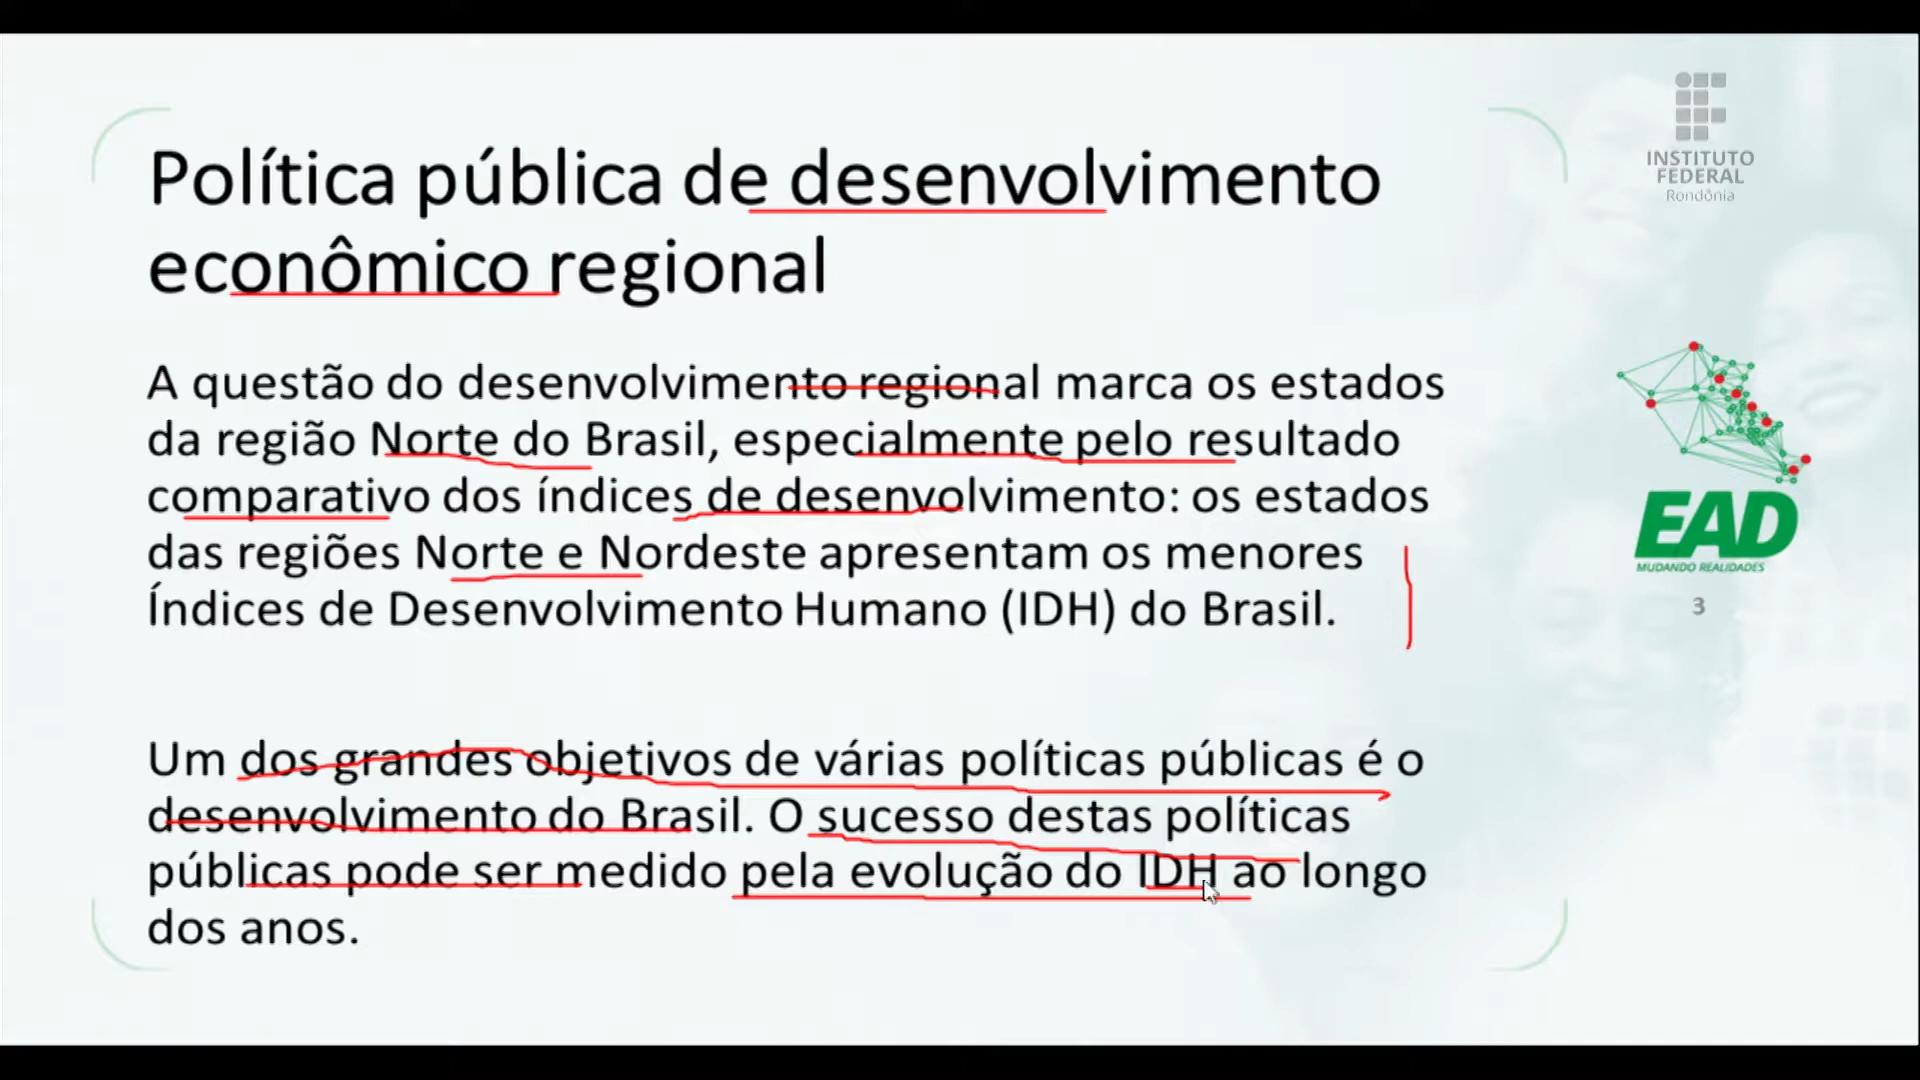 Política pública de desenvolvimento
econômico regional
A questão do desenvolvimento regional marca os estados
da região Norte do Brasil, especialmente pelo resultado
comparativo dos índices de desenvolvimento: os estados
das regiões Norte e Nordeste apresentam os menores
Índices de Desenvolvimento Humano (IDH) do Brasil.
Um dos grandes objetivos de várias políticas públicas é o
desenvolvimento do Brasil. O sucesso destas políticas
públicas pode ser medido pela evolução do IDH ao longo
dos anos.
INSTITUTO
FEDERAL
Rondônia
EAD
MUDANDO REALIDADES
3